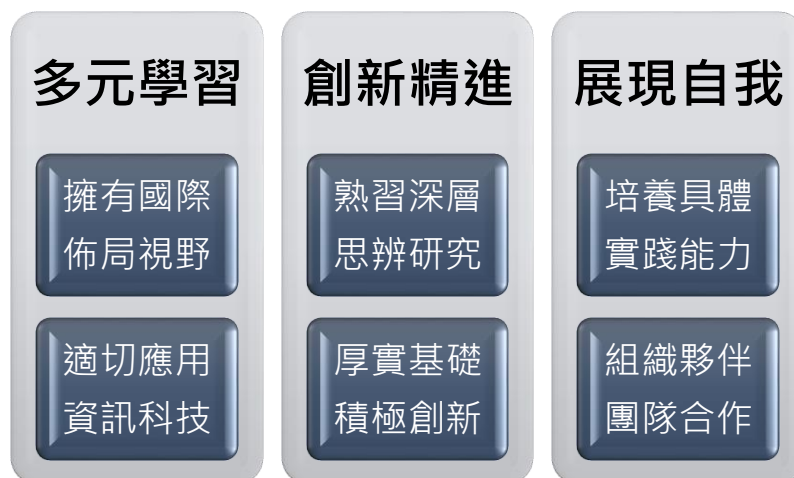 多元學習
擁有國際
佈局視野
適切應用
資訊科技
創新精進
熟習深層
思辨研究
厚實基礎
積極創新
展現自我
培養具體
實踐能力
組織夥伴
團隊合作